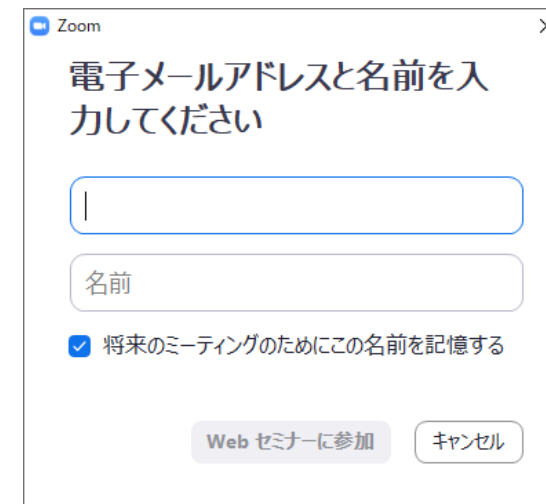 Zoom
電子メールアドレスと名前を入
力してください
名前
将来のミーティングのためにこの名前を記憶する
Web セミナーに参加
キャンセル